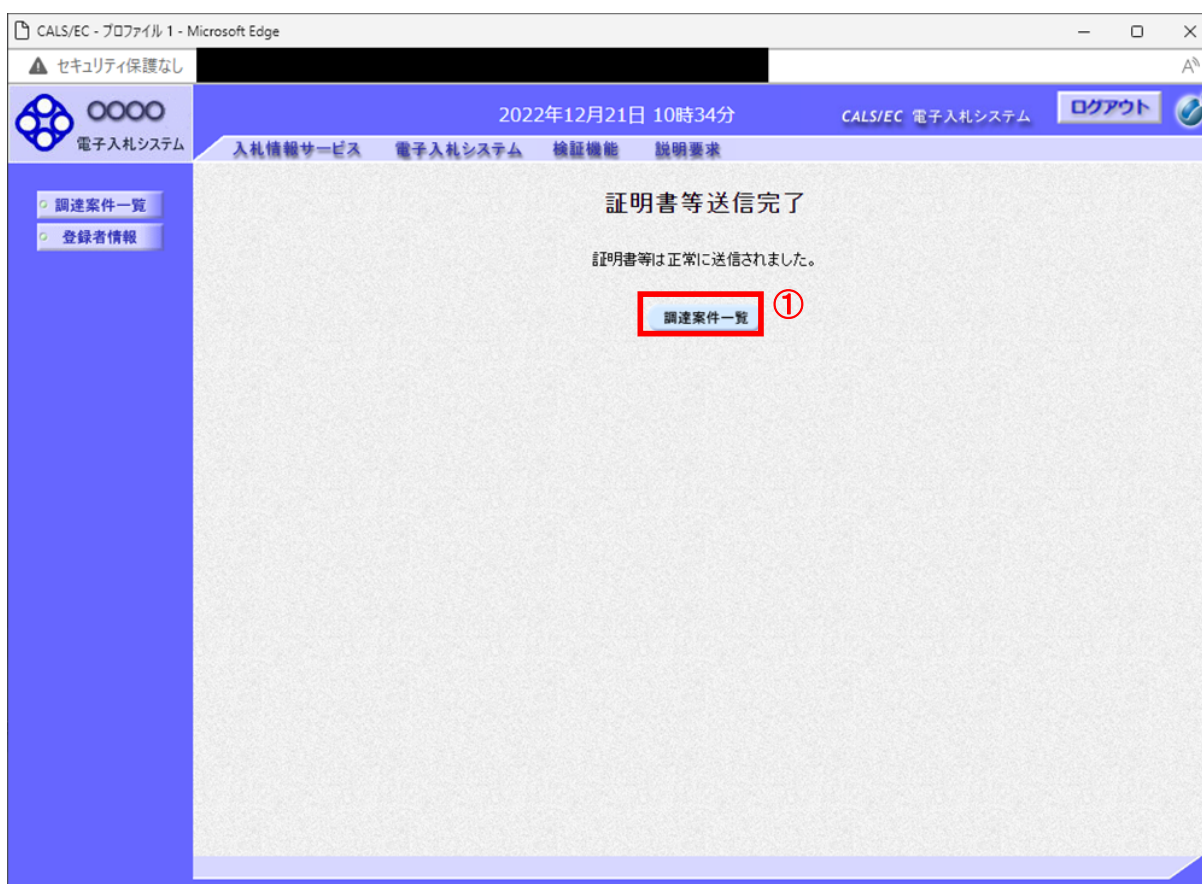 CALS/EC - プロファイル 1 - Microsoft Edge
セキュリティ保護なし
A
〇〇〇〇
電子入札システム
2022年12月21日 10時34分
CALS/EC 電子入札システム
ログアウト
入札情報サービス 電子入札システム 検証機能 説明要求
調達案件一覧
登録者情報
証明書等送信完了
証明書等は正常に送信されました。
調達案件一覧
①